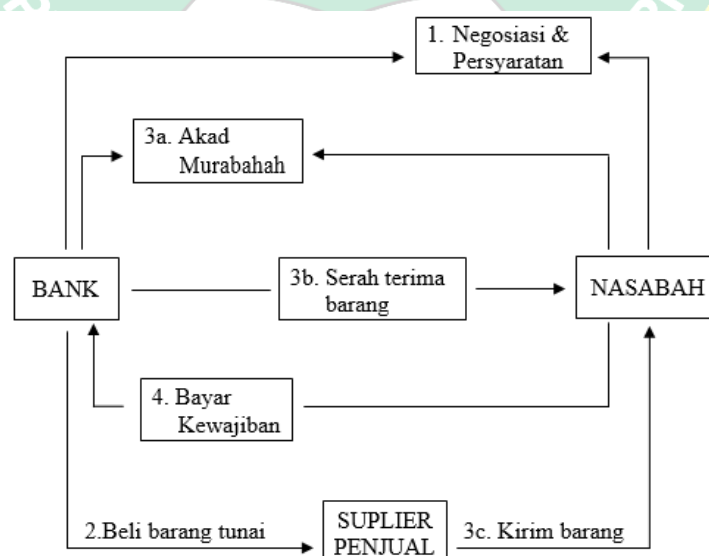 1. Negosiasi &
Persyaratan
3a. Akad
Murabahah
BANK
3b. Serah terima
barang
NASABAH
4. Bayar
Kewajiban
2.Beli barang tunai
SUPLIER
PENJUAL
3c. Kirim barang